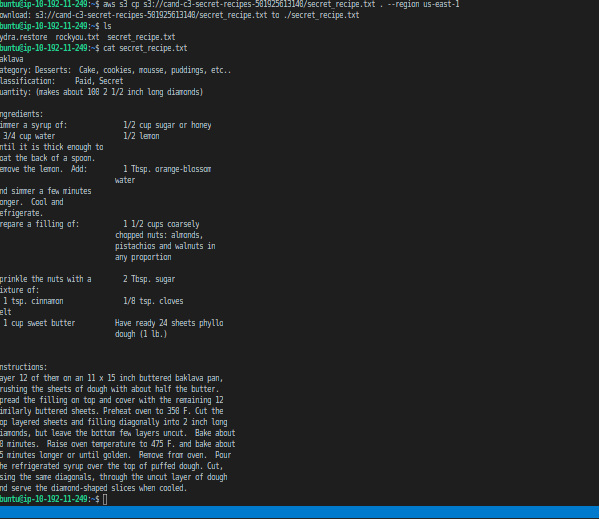 buntu@ip-10-192-11-249:~$ aws s3 cp s3://cand-c3-secret-recipes-501925613140/secret_recipe.txt . --region us-east-1
ownload: s3://cand-c3-secret-recipes-501925613140/secret_recipe.txt to ./secret_recipe.txt
buntu@ip-10-192-11-249:~$ ls
ydra.restore rockyou.txt secret_recipe.txt
buntu@ip-10-192-11-249:~$ cat secret_recipe.txt
aklava
ategory: Desserts: Cake, cookies, mousse, puddings, etc..
lassification: Paid, Secret
uantity: (makes about 100 2 1/2 inch long diamonds)
ngredients:
immer a syrup of: 1/2 cup sugar or honey
3/4 cup water 1/2 lemon
ntil it is thick enough to
oat the back of a spoon.
emove the lemon. Add: 1 Tbsp. orange-blossom
water
nd simmer a few minutes
onger. Cool and
efrigerate.
repare a filling of: 1 1/2 cups coarsely
chopped nuts: almonds,
pistachios and walnuts in
any proportion
prinkle the nuts with a 2 Tbsp. sugar
ixture of:
1 tsp. cinnamon 1/8 tsp. cloves
elt
1 cup sweet butter Have ready 24 sheets phyllo
dough (1 lb.)
nstructions:
ayer 12 of them on an 11 x 15 inch buttered baklava pan,
rushing the sheets of dough with about half the butter.
pread the filling on top and cover with the remaining 12
imilarly buttered sheets. Preheat oven to 350 F. Cut the
op layered sheets and filling diagonally into 2 inch long
iamonds, but leave the bottom few layers uncut. Bake about
0 minutes. Raise oven temperature to 475 F. and bake about
5 minutes longer or until golden. Remove from oven. Pour
he refrigerated syrup over the top of puffed dough. Cut,
sing the same diagonals, through the uncut layer of dough
nd serve the diamond-shaped slices when cooled.
buntu@ip-10-192-11-249:~$